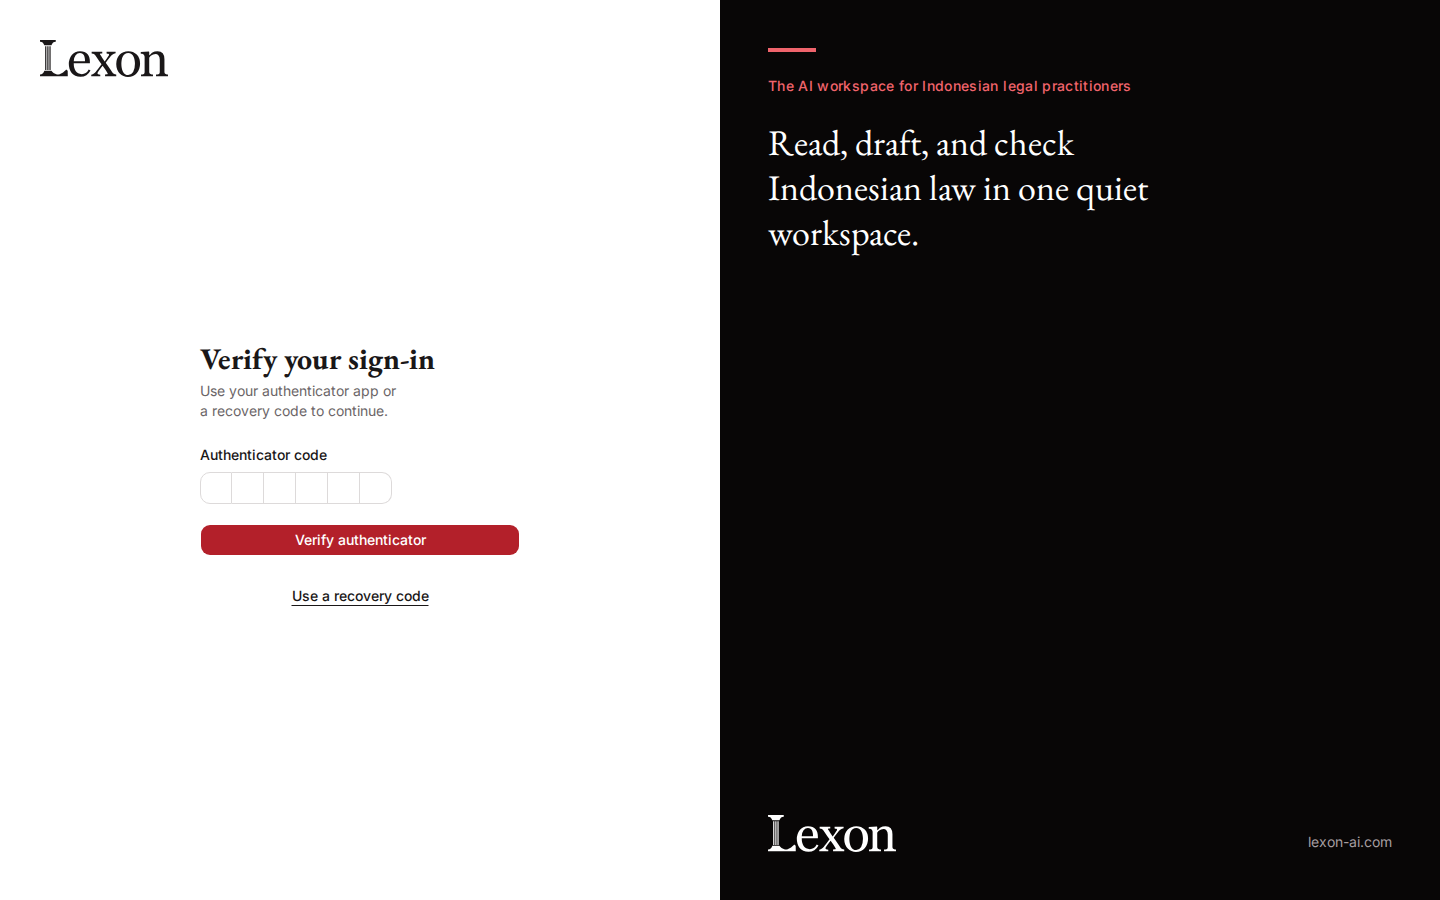 Lexon
Verify your sign-in
Use your authenticator app or
a recovery code to continue.
Authenticator code
Verify authenticator
Use a recovery code
The AI workspace for Indonesian legal practitioners
Read, draft, and check
Indonesian law in one quiet
workspace.
Lexon
lexon-ai.com